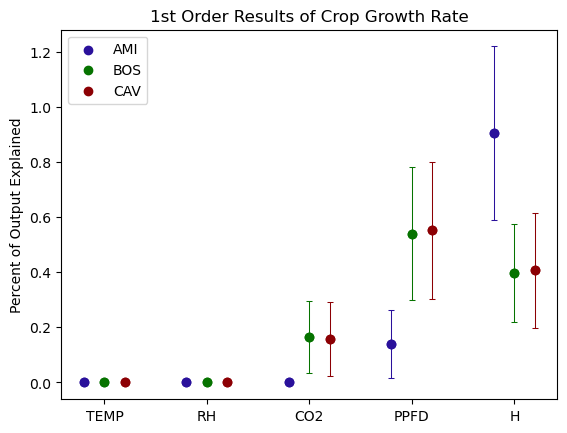 1st Order Results of Crop Growth Rate
AMI
BOS
CAV
Percent of Output Explained
1.2
1.0
0.8
0.6
0.4
0.2
0.0
TEMP
RH
CO2
PPFD
H